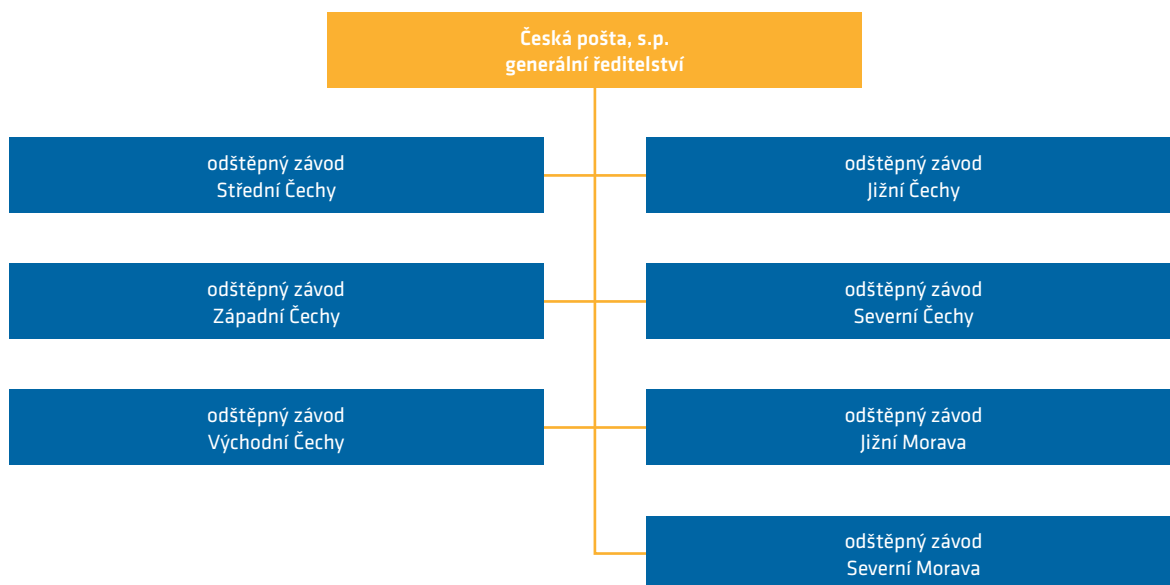 Česká pošta, s.p.
generální ředitelství
odštěpný závod
Střední Čechy
odštěpný závod
Jižní Čechy
odštěpný závod
Západní Čechy
odštěpný závod
Severní Čechy
odštěpný závod
Východní Čechy
odštěpný závod
Jižní Morava
odštěpný závod
Severní Morava